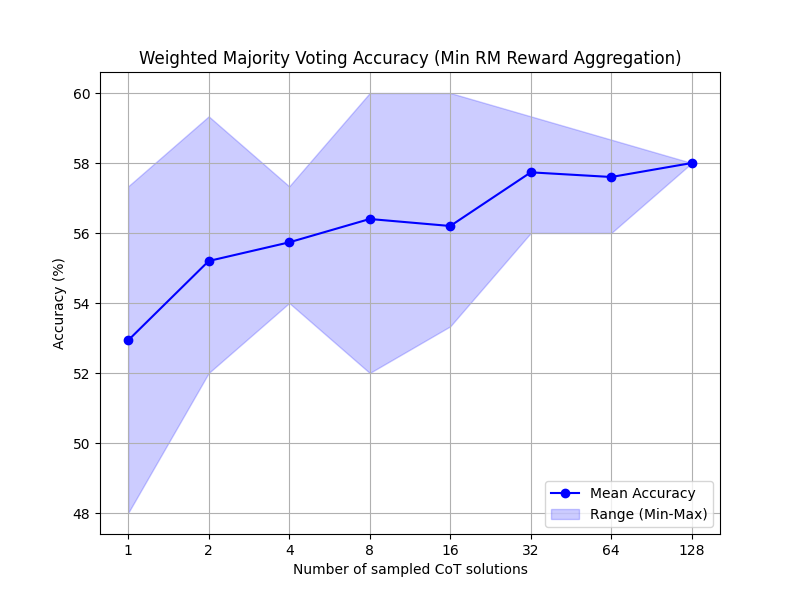 Weighted Majority Voting Accuracy (Min RM Reward Aggregation)
60
58
56
54
52
50
48
Accuracy (%)
Mean Accuracy
Range (Min-Max)
1 2 4 8 16 32 64 128
Number of sampled CoT solutions